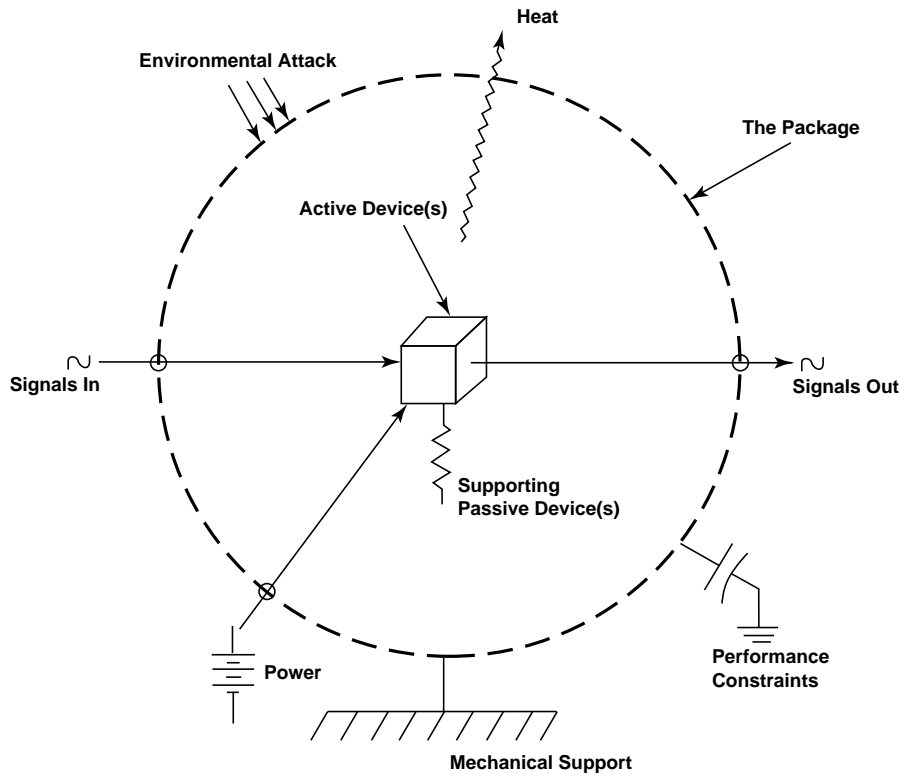 Heat
Environmental Attack
The Package
Active Device(s)
Signals In
Signals Out
Supporting
Passive Device(s)
Power
Performance
Constraints
Mechanical Support